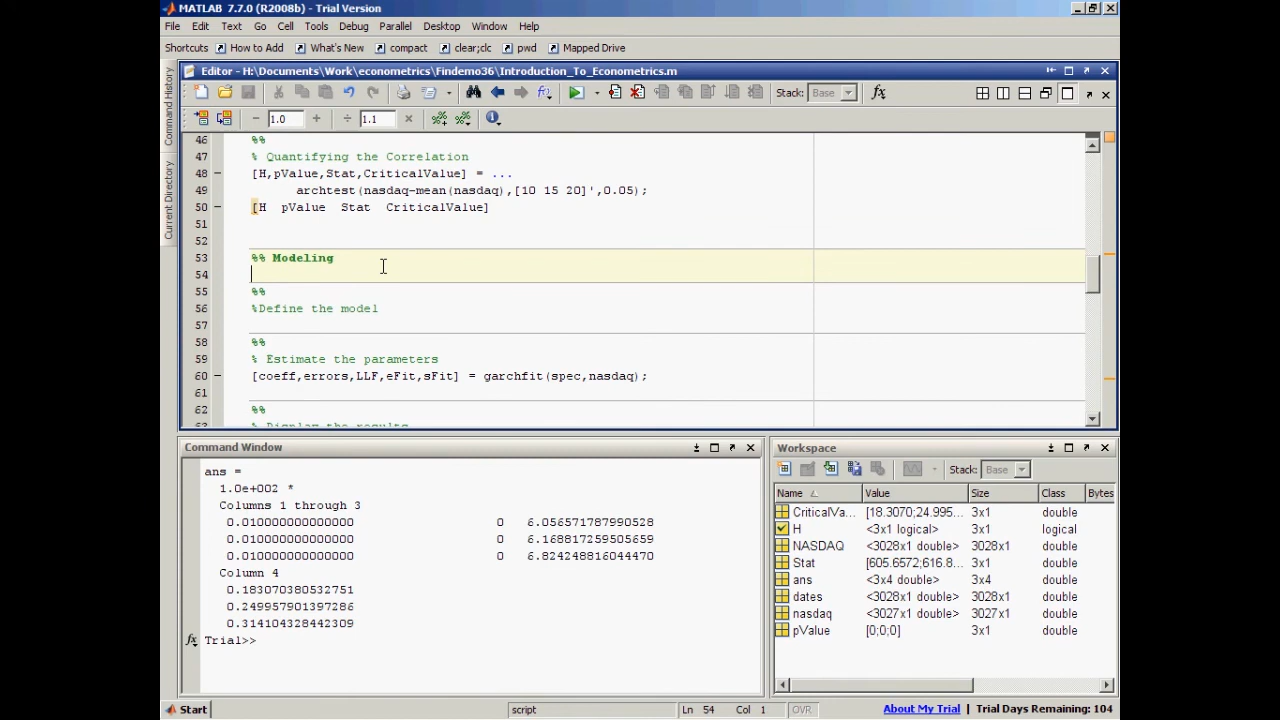 MATLAB 7.7.0 (R2008b) - Trial Version
File Edit Text Go Cell Tools Debug Parallel Desktop Window Help
Shortcuts How to Add What's New compact clear;clc pwd Mapped Drive
Command History
Current Directory
Editor - H:\Documents\Work\econometrics\Findemo36\Introduction_To_Econometrics.m
Stack: Base fx
− 1.0 + ÷ 1.1 ×
46 %%
47 % Quantifying the Correlation
48 – [H,pValue,Stat,CriticalValue] = ...
49 archtest(nasdaq-mean(nasdaq),[10 15 20]',0.05);
50 – [H pValue Stat CriticalValue]
51
52
53 %% Modeling
54
55 %%
56 %Define the model
57
58 %%
59 % Estimate the parameters
60 – [coeff,errors,LLF,eFit,sFit] = garchfit(spec,nasdaq);
61
62 %%
63 % Display the results
Command Window
ans =
1.0e+002 *
Columns 1 through 3
0.010000000000000 0 6.056571787990528
0.010000000000000 0 6.168817259505659
0.010000000000000 0 6.824248816044470
Column 4
0.183070380532751
0.249957901397286
0.314104328442309
fx Trial>>
Workspace
Stack: Base
Name Value Size Class Bytes
CriticalVa... [18.3070;24.995... 3x1 double
H <3x1 logical> 3x1 logical
NASDAQ <3028x1 double> 3028x1 double
Stat [605.6572;616.8... 3x1 double
ans <3x4 double> 3x4 double
dates <3028x1 double> 3028x1 double
nasdaq <3027x1 double> 3027x1 double
pValue [0;0;0] 3x1 double
Start script Ln 54 Col 1 OVR About My Trial Trial Days Remaining: 104